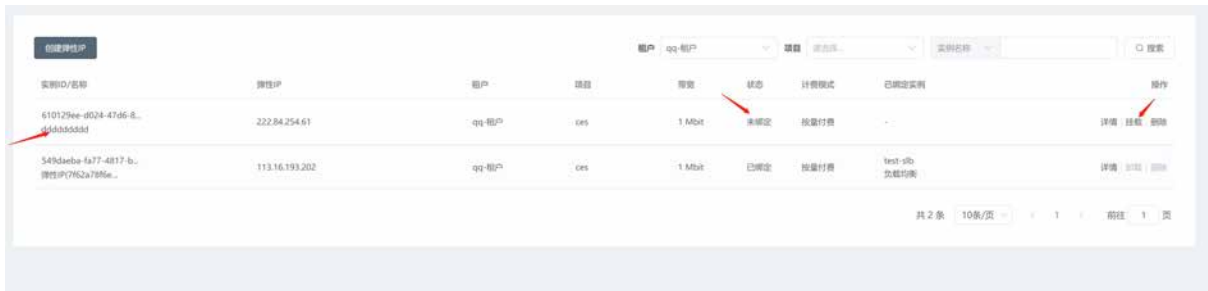 创建弹性IP
租户 qq-租户 项目 请选择... 实例名称 搜索
实例ID/名称 弹性IP 租户 项目 带宽 状态 计费模式 已绑定实例 操作
610129ee-d024-47d6-8... 222.84.254.61 qq-租户 ces 1 Mbit 未绑定 按量付费 - 详情 挂载 删除
ddddddddd
549daeba-fa77-4817-b... 113.16.193.202 qq-租户 ces 1 Mbit 已绑定 按量付费 test-slb 详情 卸载 删除
弹性IP(7f62a78f6e... 负载均衡
共 2 条 10条/页 1 前往 1 页